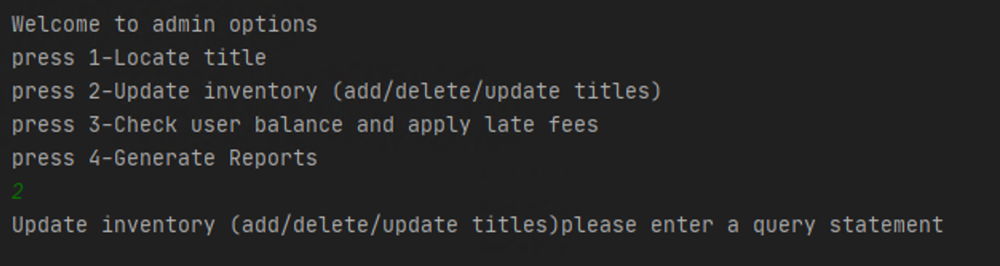 Welcome to admin options
press 1-Locate title
press 2-Update inventory (add/delete/update titles)
press 3-Check user balance and apply late fees
press 4-Generate Reports
2
Update inventory (add/delete/update titles)please enter a query statement